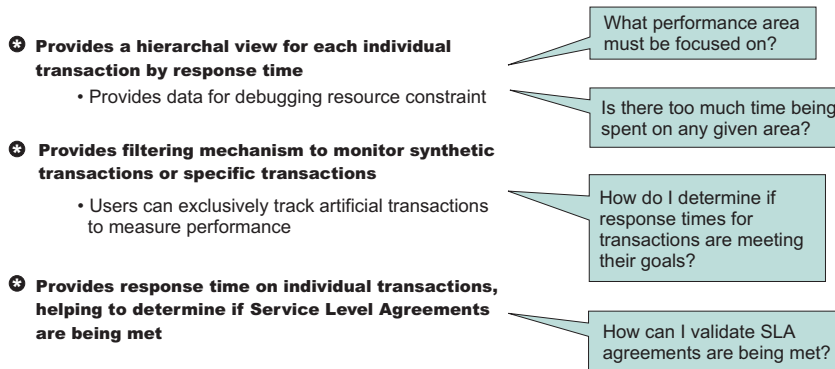 Provides a hierarchal view for each individual
transaction by response time
• Provides data for debugging resource constraint
Provides filtering mechanism to monitor synthetic
transactions or specific transactions
• Users can exclusively track artificial transactions
to measure performance
Provides response time on individual transactions,
helping to determine if Service Level Agreements
are being met
What performance area
must be focused on?
Is there too much time being
spent on any given area?
How do I determine if
response times for
transactions are meeting
their goals?
How can I validate SLA
agreements are being met?